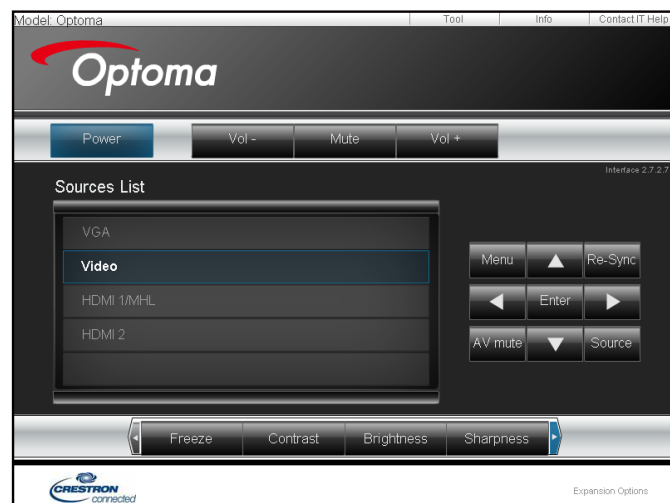 Model: Optoma Tool Info Contact IT Help
Optoma
Power Vol - Mute Vol +
Interface 2.7.2.7
Sources List
VGA
Video
HDMI 1/MHL
HDMI 2
Menu Re-Sync
Enter
AV mute Source
Freeze Contrast Brightness Sharpness
CRESTRON
connected
Expansion Options